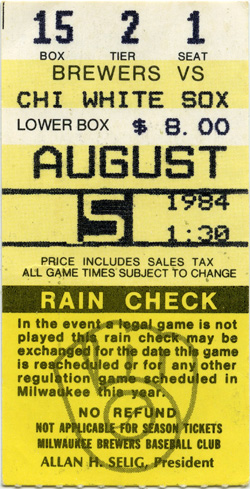 15 2 1
BOX TIER SEAT
BREWERS VS
CHI WHITE SOX
LOWER BOX $ 8.00
AUGUST
5 1984
1:30
PRICE INCLUDES SALES TAX
ALL GAME TIMES SUBJECT TO CHANGE
RAIN CHECK
In the event a legal game is not
played this rain check may be
exchanged for the date this game
is rescheduled or for any other
regulation game scheduled in
Milwaukee this year.
NO REFUND
NOT APPLICABLE FOR SEASON TICKETS
MILWAUKEE BREWERS BASEBALL CLUB
ALLAN H. SELIG, President